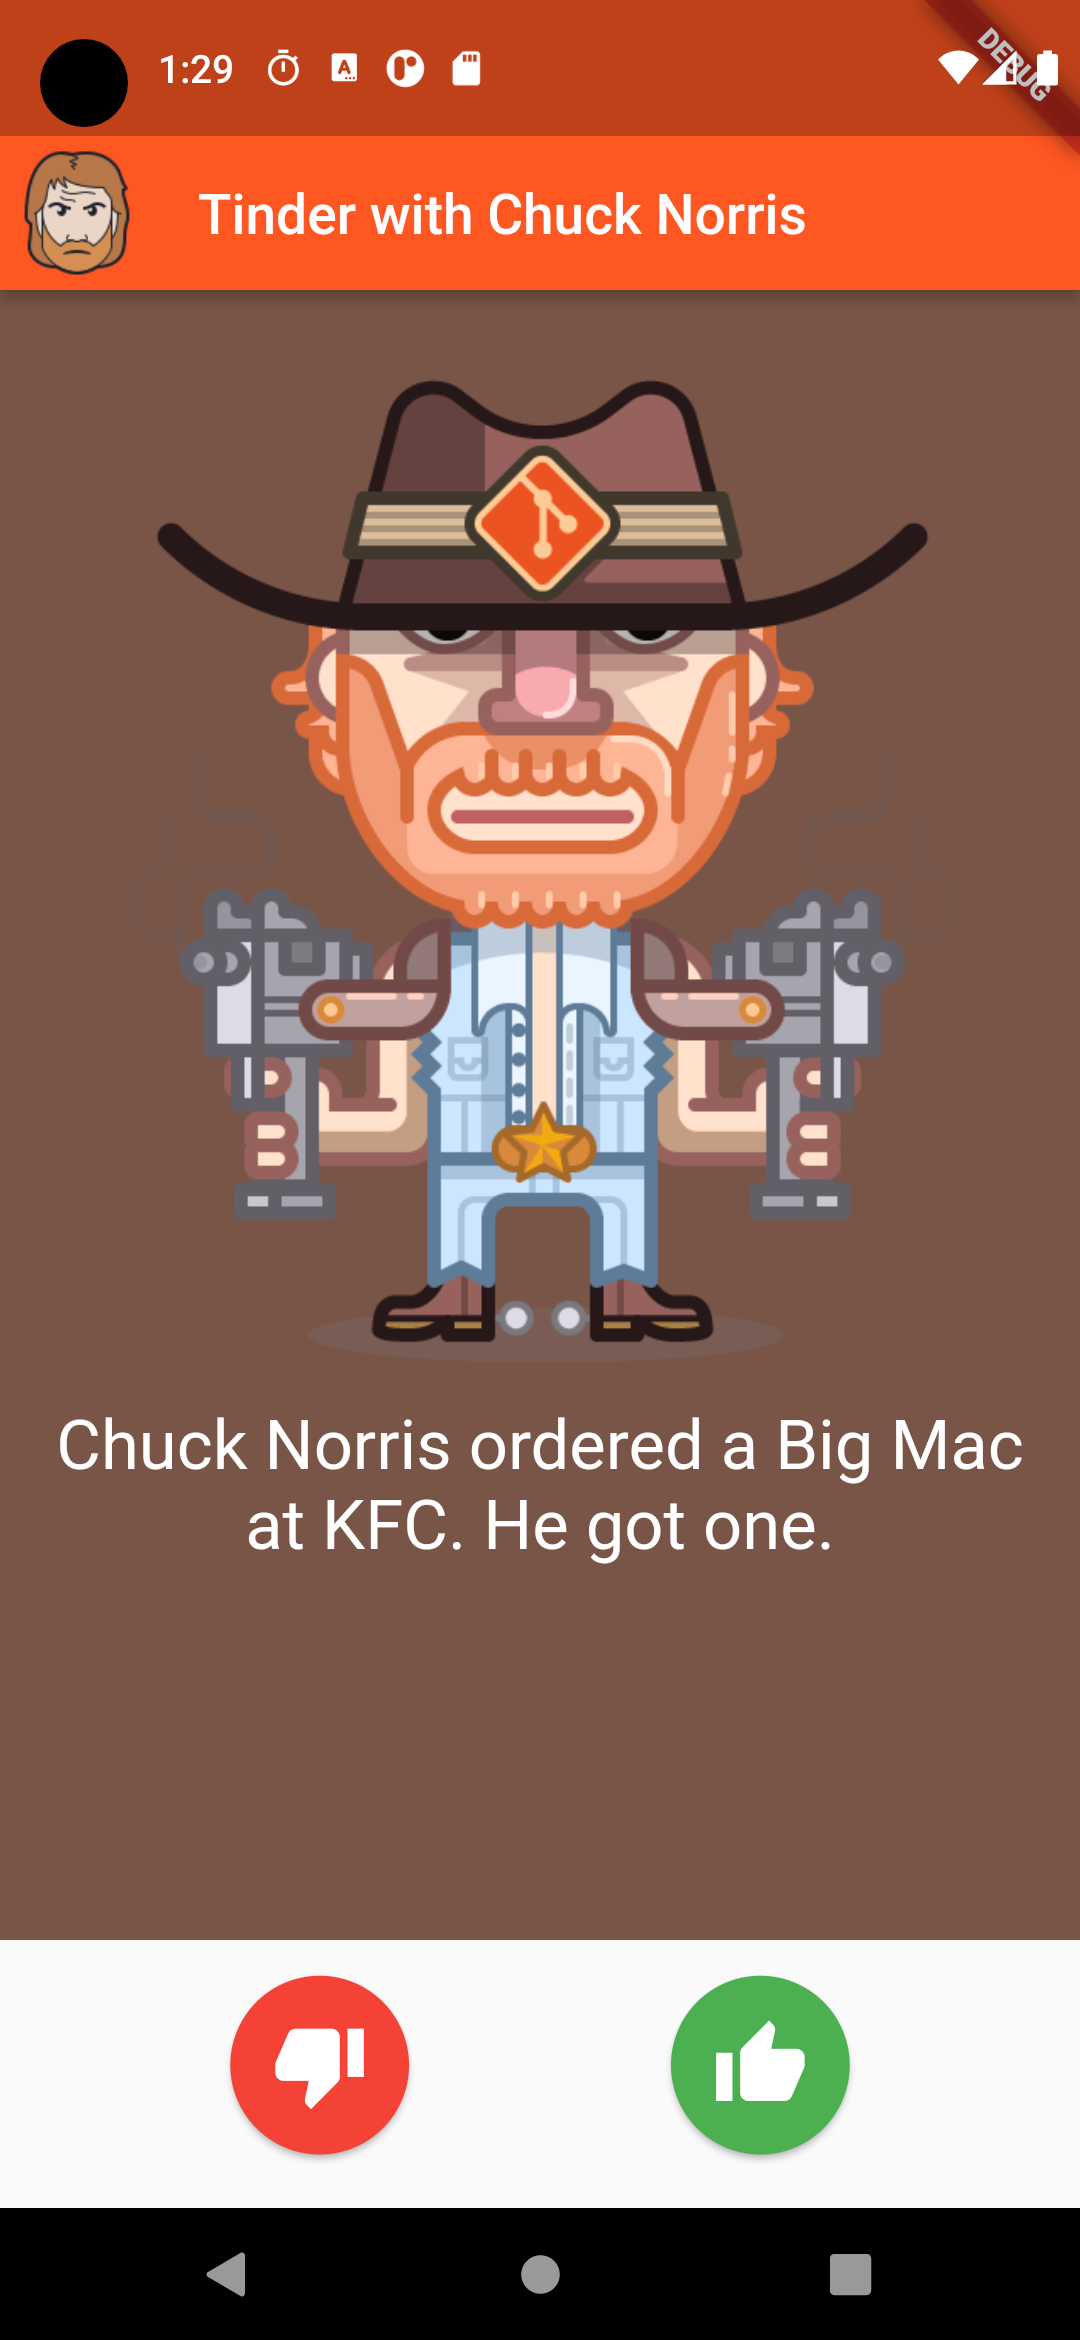 1:29
A
DEBUG
Tinder with Chuck Norris
Chuck Norris ordered a Big Mac
at KFC. He got one.